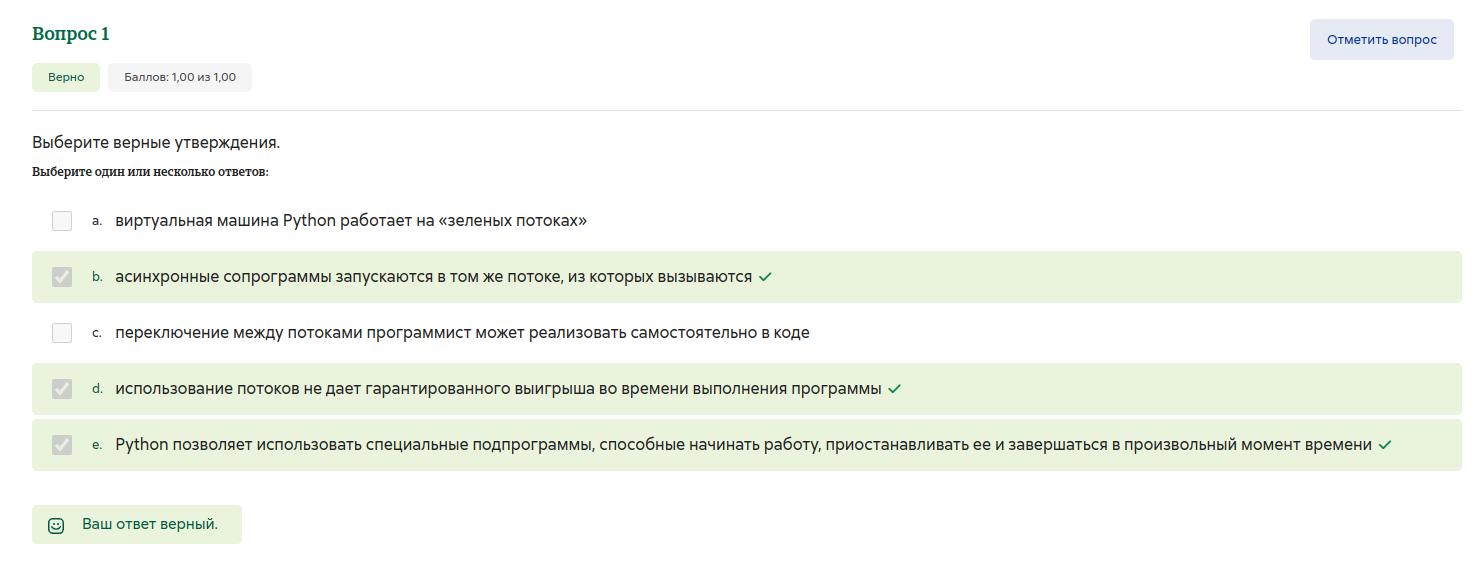 Вопрос 1
Отметить вопрос
Верно
Баллов: 1,00 из 1,00
Выберите верные утверждения.
Выберите один или несколько ответов:
a. виртуальная машина Python работает на «зеленых потоках»
b. асинхронные сопрограммы запускаются в том же потоке, из которых вызываются
c. переключение между потоками программист может реализовать самостоятельно в коде
d. использование потоков не дает гарантированного выигрыша во времени выполнения программы
e. Python позволяет использовать специальные подпрограммы, способные начинать работу, приостанавливать ее и завершаться в произвольный момент времени
Ваш ответ верный.